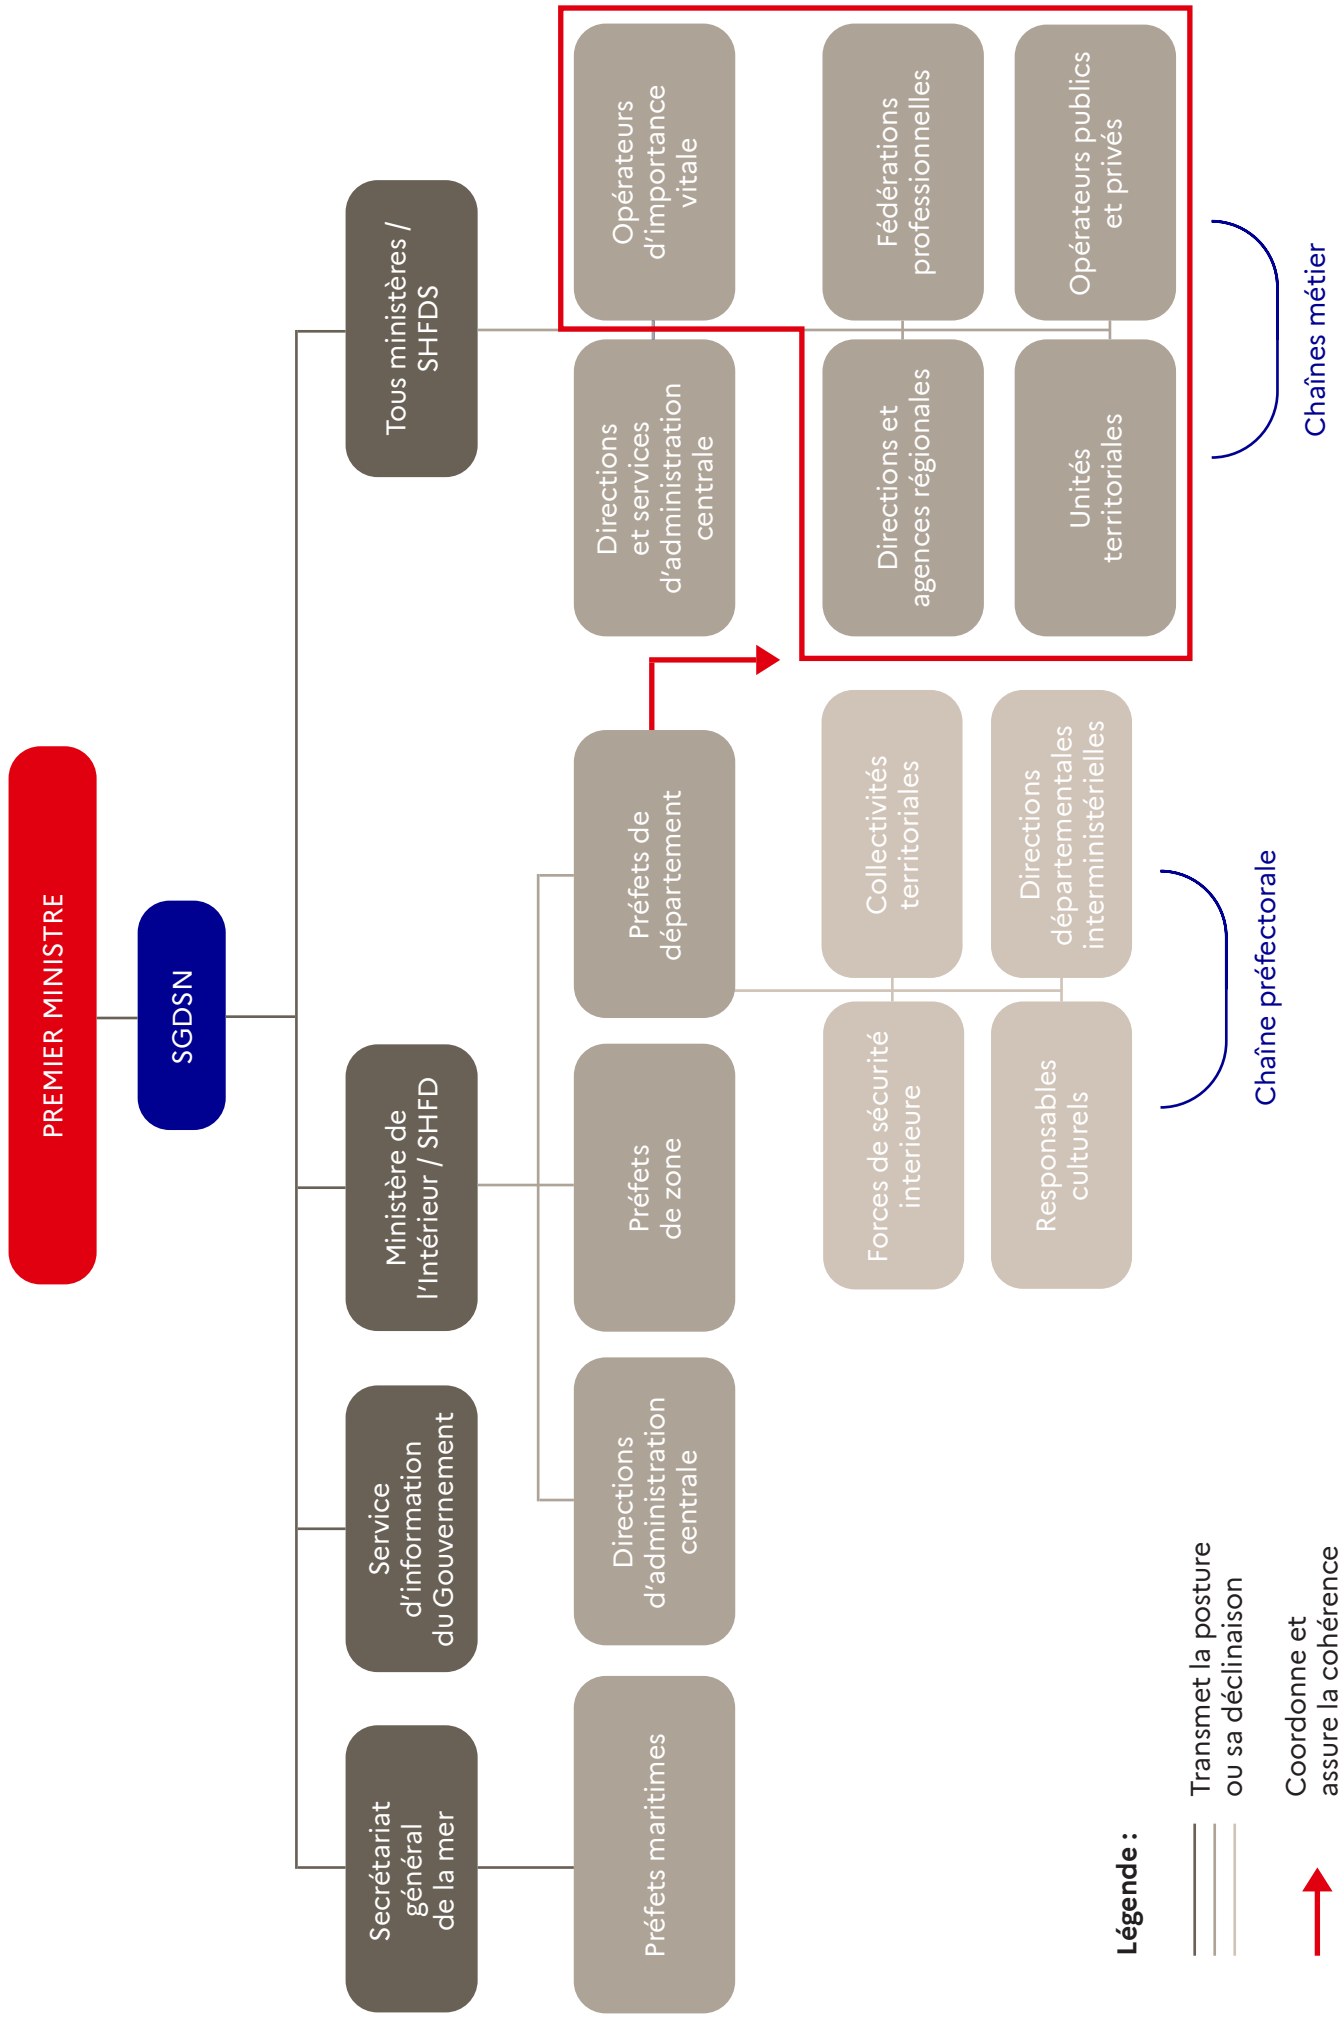 PREMIER MINISTRE
SGDSN
Secrétariat
général
de la mer
Service
d'information
du Gouvernement
Ministère de
l'Intérieur / SHFD
Tous ministères /
SHFDS
Préfets maritimes
Directions
d'administration
centrale
Préfets
de zone
Préfets de
département
Directions
et services
d'administration
centrale
Opérateurs
d'importance
vitale
Forces de sécurité
interieure
Collectivités
territoriales
Directions et
agences régionales
Fédérations
professionnelles
Responsables
culturels
Directions
départementales
interministérielles
Unités
territoriales
Opérateurs publics
et privés
Chaîne préfectorale
Chaînes métier
Légende :
Transmet la posture
ou sa déclinaison
Coordonne et
assure la cohérence